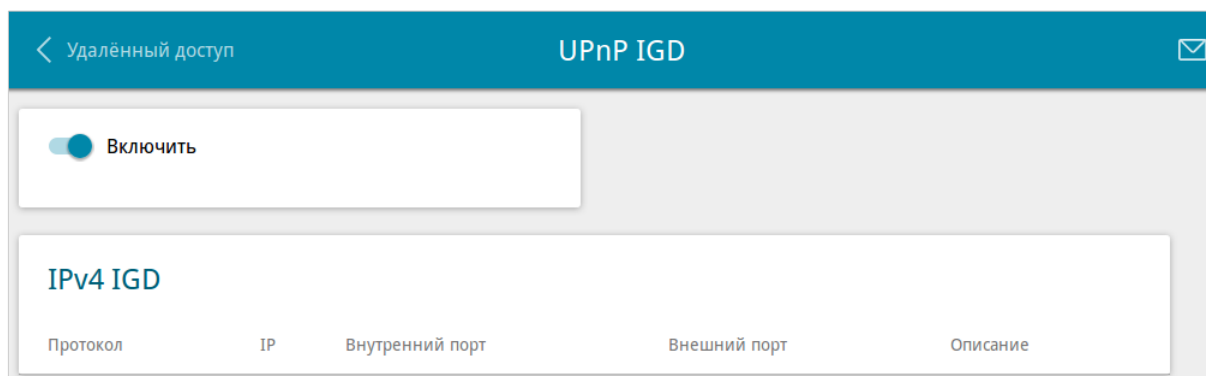 Удалённый доступ UPnP IGD
Включить
IPv4 IGD
Протокол IP Внутренний порт Внешний порт Описание